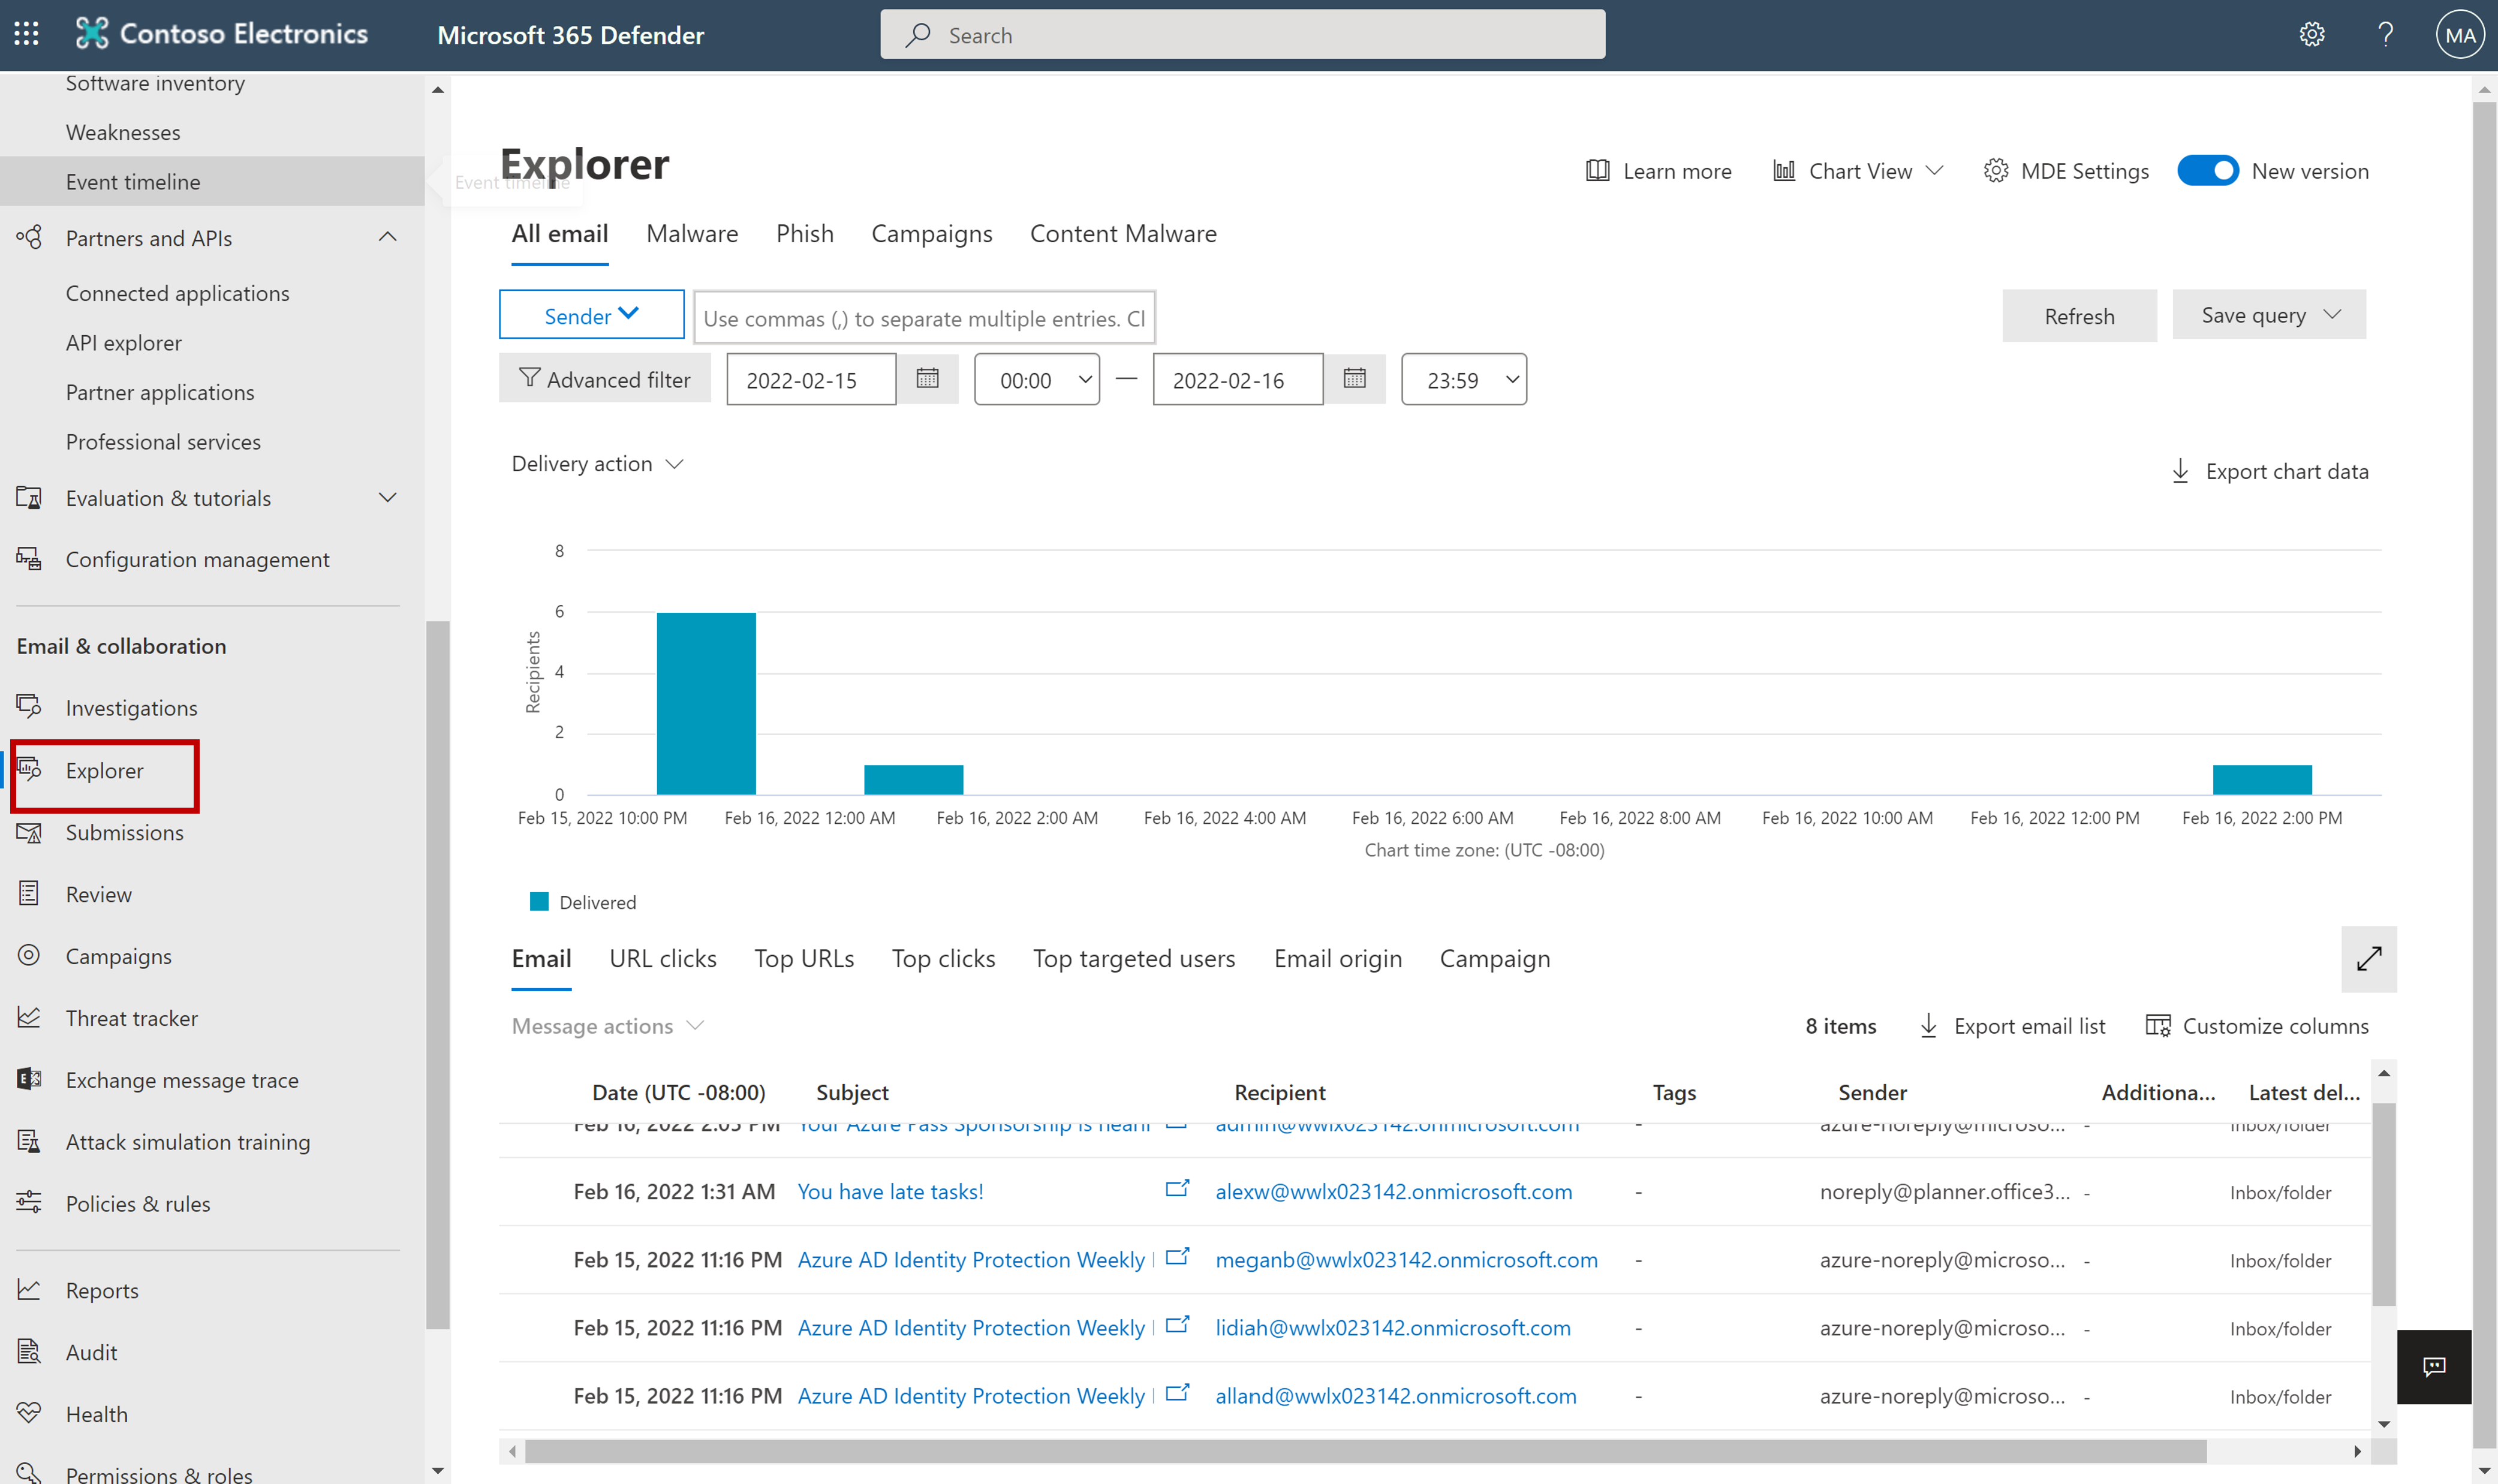 Contoso Electronics
Microsoft 365 Defender
Search
MA
Software inventory
Weaknesses
Event timeline
Partners and APIs
Connected applications
API explorer
Partner applications
Professional services
Evaluation & tutorials
Configuration management
Email & collaboration
Investigations
Explorer
Submissions
Review
Campaigns
Threat tracker
Exchange message trace
Attack simulation training
Policies & rules
Reports
Audit
Health
Permissions & roles
Event timeline
Explorer
Learn more
Chart View
MDE Settings
New version
All email Malware Phish Campaigns Content Malware
Sender
Use commas (,) to separate multiple entries. Cl
Refresh
Save query
Advanced filter
2022-02-15
00:00
—
2022-02-16
23:59
Delivery action
Export chart data
Recipients
8
6
4
2
0
Feb 15, 2022 10:00 PM Feb 16, 2022 12:00 AM Feb 16, 2022 2:00 AM Feb 16, 2022 4:00 AM Feb 16, 2022 6:00 AM Feb 16, 2022 8:00 AM Feb 16, 2022 10:00 AM Feb 16, 2022 12:00 PM Feb 16, 2022 2:00 PM
Chart time zone: (UTC -08:00)
Delivered
Email URL clicks Top URLs Top clicks Top targeted users Email origin Campaign
Message actions
8 items
Export email list
Customize columns
Date (UTC -08:00) Subject Recipient Tags Sender Additiona... Latest del...
Feb 16, 2022 2:05 PM Your Azure Pass Sponsorship is admin@wwlx023142.onmicrosoft.com - azure-noreply@microso... - Inbox/folder
Feb 16, 2022 1:31 AM You have late tasks! alexw@wwlx023142.onmicrosoft.com - noreply@planner.office3... - Inbox/folder
Feb 15, 2022 11:16 PM Azure AD Identity Protection Weekly meganb@wwlx023142.onmicrosoft.com - azure-noreply@microso... - Inbox/folder
Feb 15, 2022 11:16 PM Azure AD Identity Protection Weekly lidiah@wwlx023142.onmicrosoft.com - azure-noreply@microso... - Inbox/folder
Feb 15, 2022 11:16 PM Azure AD Identity Protection Weekly alland@wwlx023142.onmicrosoft.com - azure-noreply@microso... - Inbox/folder